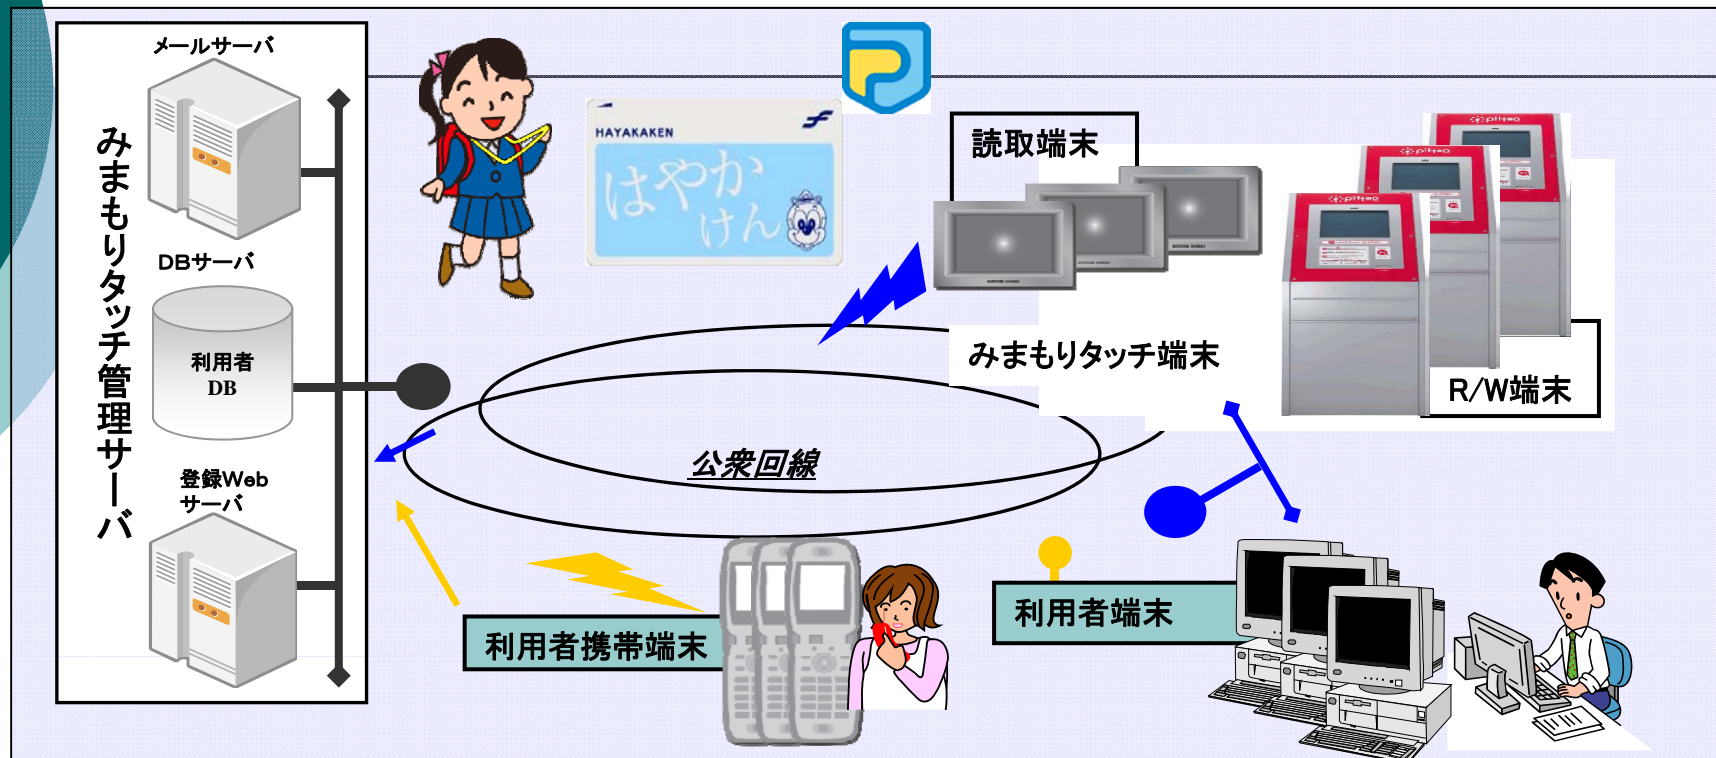 メールサーバ
みまもりタッチ管理サーバ
DBサーバ
利用者
DB
登録Web
サーバ
HAYAKAKEN
はやか
けん
読取端末
pittaa
pittaa
pittaa
みまもりタッチ端末
R/W端末
公衆回線
利用者携帯端末
利用者端末